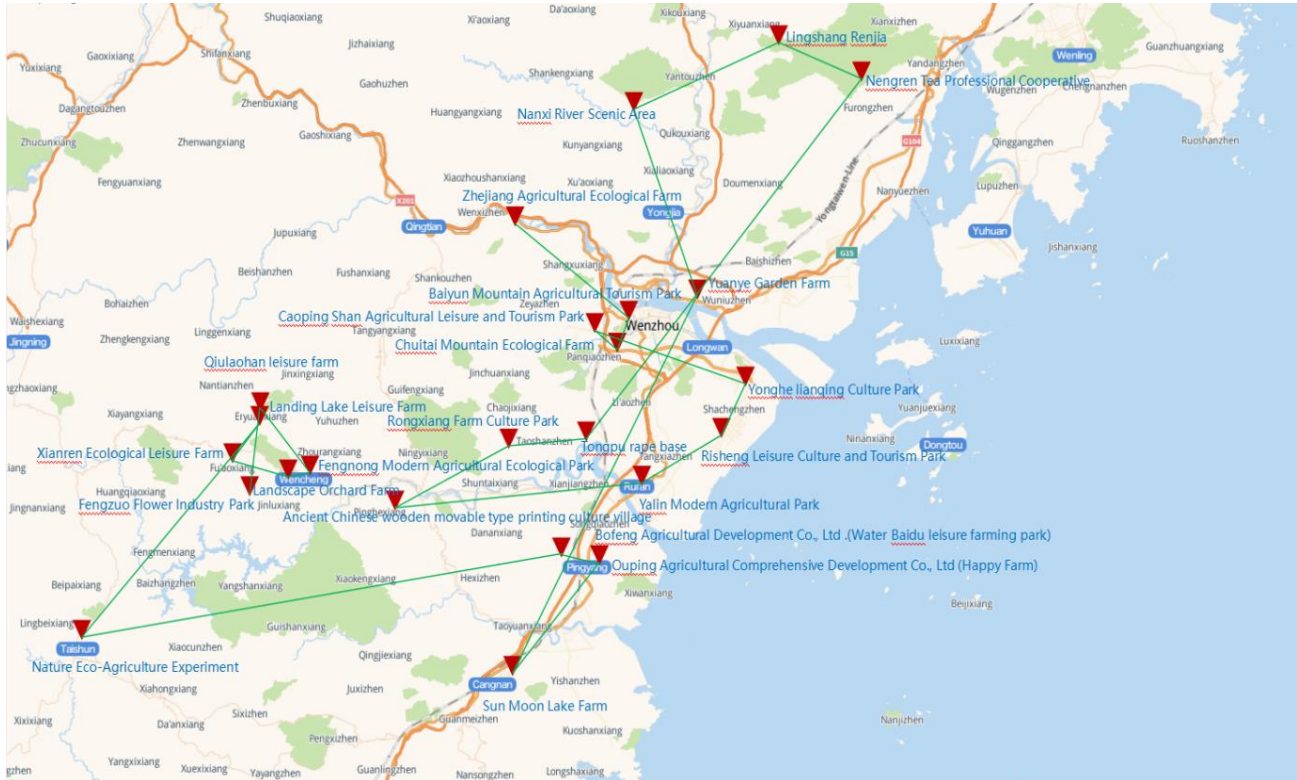 Shuqiaoxiang
Xi'aoxiang
Da'aoxiang
Xikouxiang
Xiyuanxiang
Xianxizhen
Lingshang Renjia
Gaoxixiang
Shifanxiang
Jizhaixiang
Yuxixiang
Gaohuzhen
Shankengxiang
Yantouzhen
Yandangzhen
Wenling
Guanzhuangxiang
Nengren Tea Professional Cooperative
Chengnanzhen
Dagangtouzhen
Zhenbuxiang
Huangyangxiang
Nanxi River Scenic Area
Furongzhen
Zhucunxiang
Zhenwangxiang
Gaoshixiang
Kunyangxiang
Qukouxiang
G104
Qinggangzhen
Ruoshanzhen
Fengyuanxiang
Xiaozhoushanxiang
Xu'aoxiang
Xialiaoxiang
Doumenxiang
Yongtaiwen-Line
Lupuzhen
Nanyuezhen
Zhejiang Agricultural Ecological Farm
X201
Wenxizhen
Yongjia
Qingtian
Jupuxiang
Yuhuan
Jishanxiang
G15
Baishizhen
Beishanzhen
Fushanxiang
Shankouzhen
Shangxuxiang
Yuanye Garden Farm
Baiyun Mountain Agricultural Tourism Park
Wuniuzhen
Bohaizhen
Zeyazhen
Waishexiang
Linggenxiang
Caoping Shan Agricultural Leisure and Tourism Park
Wenzhou
Tangyangxiang
Jingning
Zhengkengxiang
Chuitai Mountain Ecological Farm
Longwan
Luxixiang
Panqiaozhen
Qiulaohan leisure farm
Jinxingxiang
Jinchuanxiang
Nantianzhen
Guifengxiang
Yonghe Jianqing Culture Park
Li'aozhen
Landing Lake Leisure Farm
Chaojixiang
Shachengzhen
Yuanjuexiang
Xiayangxiang
Yuhuzhen
Rongxiang Farm Culture Park
Taoshanzhen
Ninanxiang
Dongtou
Tongpu rape base
Xianren Ecological Leisure Farm
Zhourangxiang
Ningyixiang
Risheng Leisure Culture and Tourism Park
Fengnong Modern Agricultural Ecological Park
Wencheng
Shuntaixiang
Xianjiangzhen
Landscape Orchard Farm
Huangqiaoxiang
Fengzuo Flower Industry Park
Jinluxiang
Pinghexiang
Yalin Modern Agricultural Park
Jingnanxiang
Ancient Chinese wooden movable type printing culture village
Dananxiang
Bofeng Agricultural Development Co., Ltd .(Water Baidu leisure farming park)
Fengmenxiang
Pingyang
Ouping Agricultural Comprehensive Development Co., Ltd (Happy Farm)
Beipaixiang
Baizhangzhen
Yangshanxiang
Xiaokengxiang
Hexizhen
Xiwanxiang
Beijixiang
Lingbeixiang
Guishanxiang
Taoyuanxiang
Taishun
Xiaocunzhen
Nature Eco-Agriculture Experiment
Qingjiexiang
Xiahongxiang
Juxizhen
Cangnan
Yishanzhen
Sun Moon Lake Farm
Xixixiang
Da'anxiang
Sixizhen
Guanmeizhen
Nanjizhen
Kuoshanxiang
Pengxizhen
Yangxixiang
Xuexixiang
Yayangzhen
Guanlingzhen
Nansongzhen
Longshaxiang